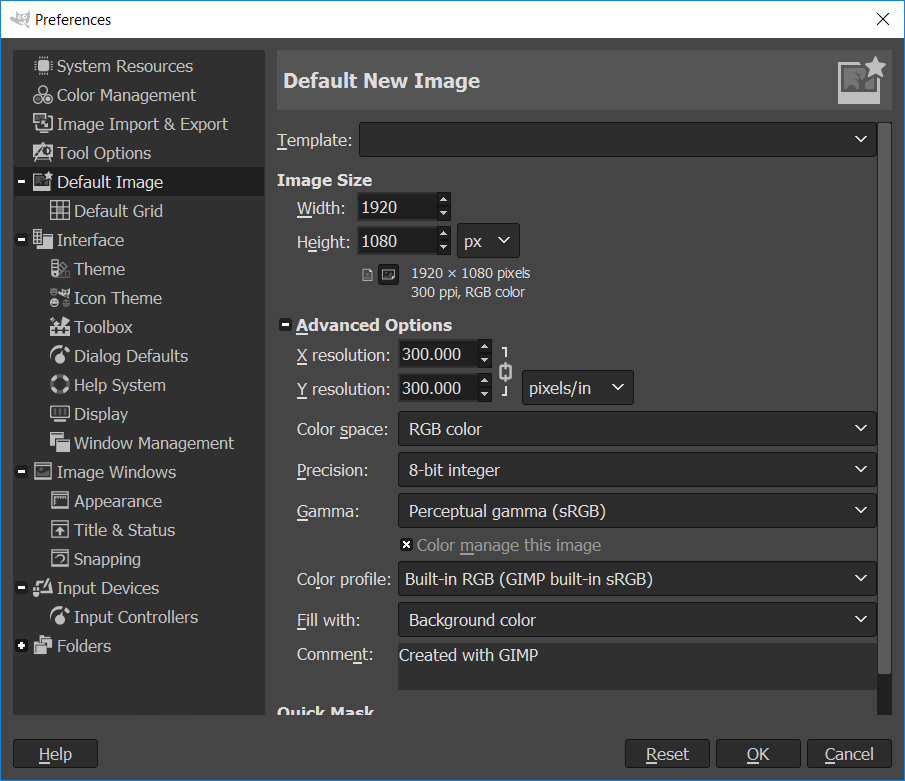 Preferences
System Resources
Color Management
Image Import & Export
Tool Options
Default Image
Default Grid
Interface
Theme
Icon Theme
Toolbox
Dialog Defaults
Help System
Display
Window Management
Image Windows
Appearance
Title & Status
Snapping
Input Devices
Input Controllers
Folders
Default New Image
Template:
Image Size
Width: 1920
Height: 1080 px
1920 × 1080 pixels
300 ppi, RGB color
Advanced Options
X resolution: 300.000
Y resolution: 300.000 pixels/in
Color space: RGB color
Precision: 8-bit integer
Gamma: Perceptual gamma (sRGB)
Color manage this image
Color profile: Built-in RGB (GIMP built-in sRGB)
Fill with: Background color
Comment: Created with GIMP
Quick Mask
Help Reset OK Cancel